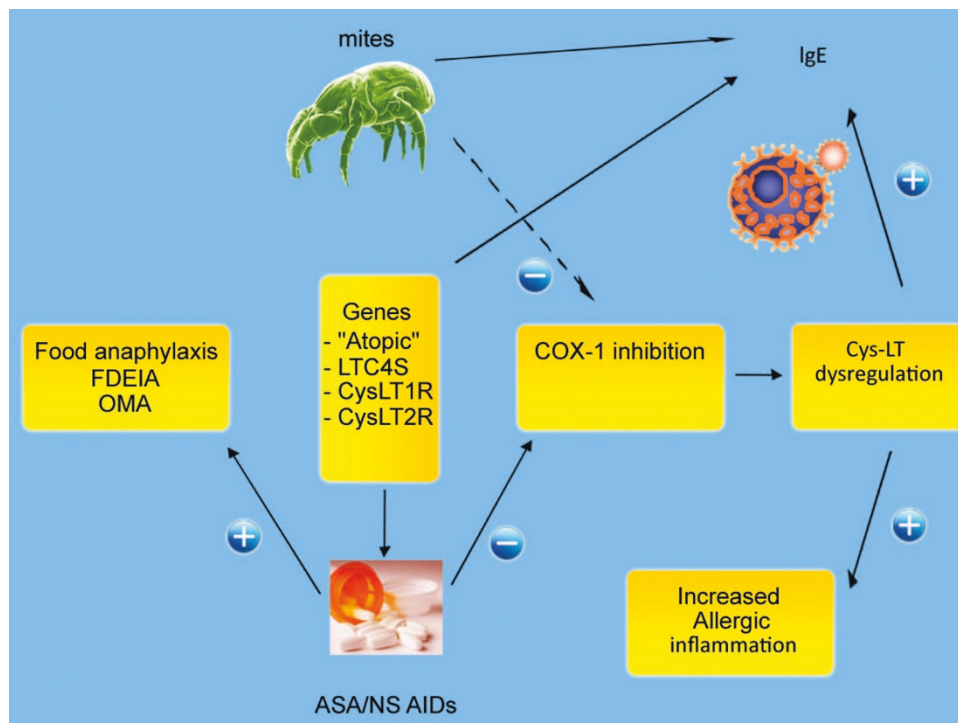 mites
IgE
Genes
- "Atopic"
- LTC4S
- CysLT1R
- CysLT2R
Food anaphylaxis
FDEIA
OMA
COX-1 inhibition
Cys-LT
dysregulation
+
−
+
−
+
Increased
Allergic
inflammation
ASA/NS AIDs